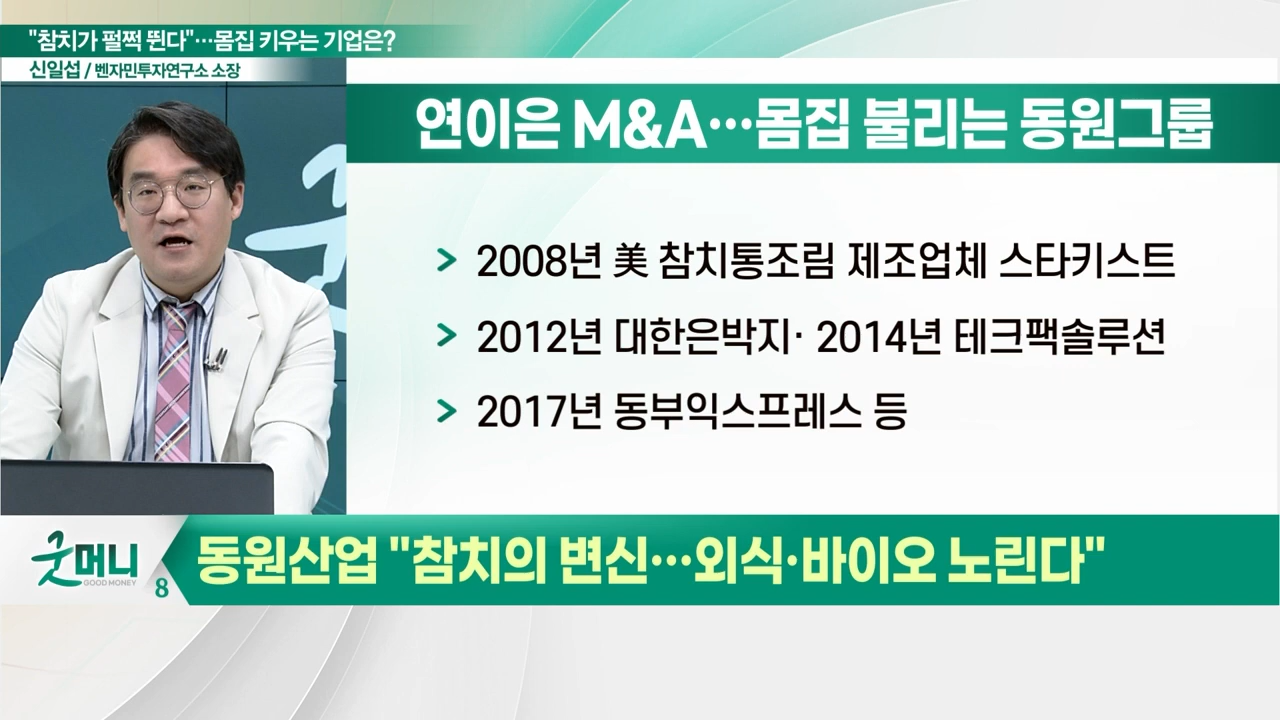 "참치가 펄쩍 뛴다"…몸집 키우는 기업은?
신일섭 / 벤자민투자연구소 소장
연이은 M&A…몸집 불리는 동원그룹
> 2008년 美 참치통조림 제조업체 스타키스트
> 2012년 대한은박지· 2014년 테크팩솔루션
> 2017년 동부익스프레스 등
굿머니
GOOD MONEY
8
동원산업 "참치의 변신…외식·바이오 노린다"